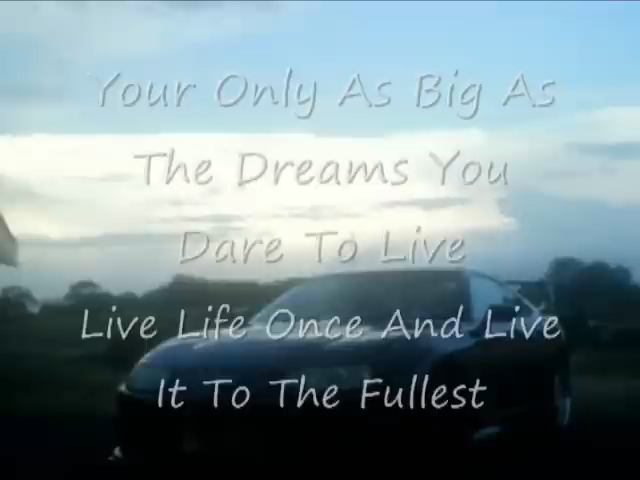 Your Only As Big As
The Dreams You
Dare To Live
Live Life Once And Live
It To The Fullest